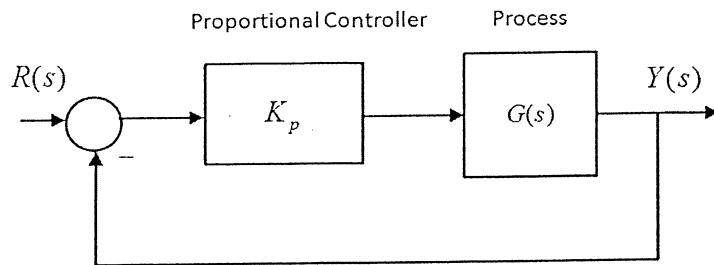 Proportional Controller
Process
R(s)
Y(s)
K_p
G(s)
−